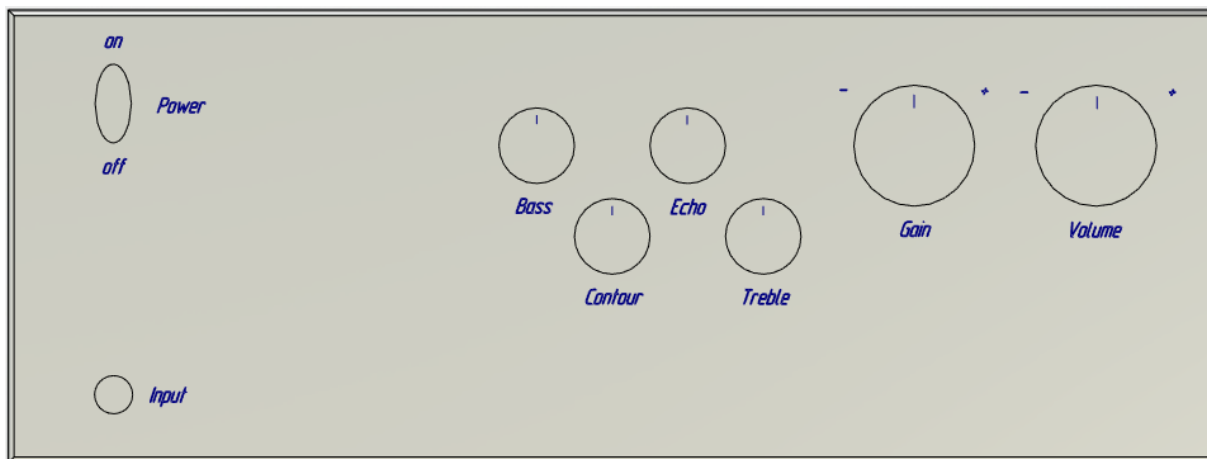 on
Power
off
Bass
Echo
Contour
Treble
- +
Gain
- +
Volume
Input